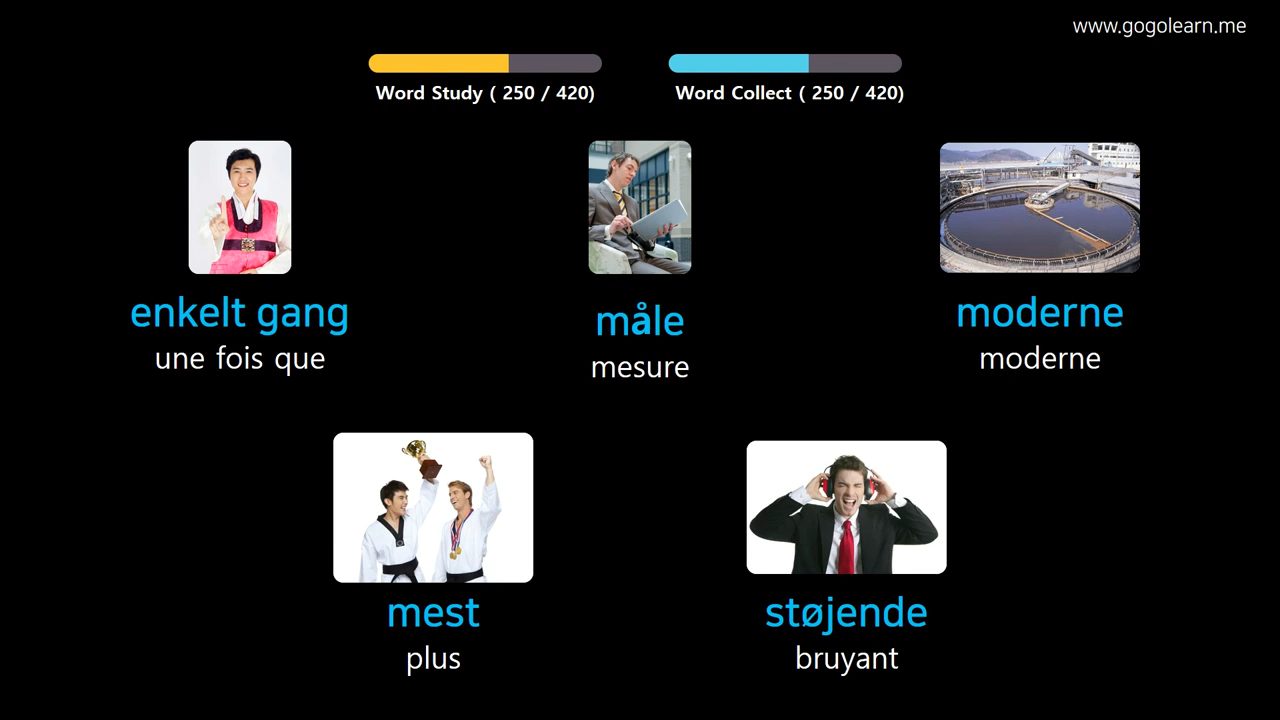 www.gogolearn.me
Word Study ( 250 / 420)
Word Collect ( 250 / 420)
enkelt gang
une fois que
måle
mesure
moderne
moderne
mest
plus
støjende
bruyant